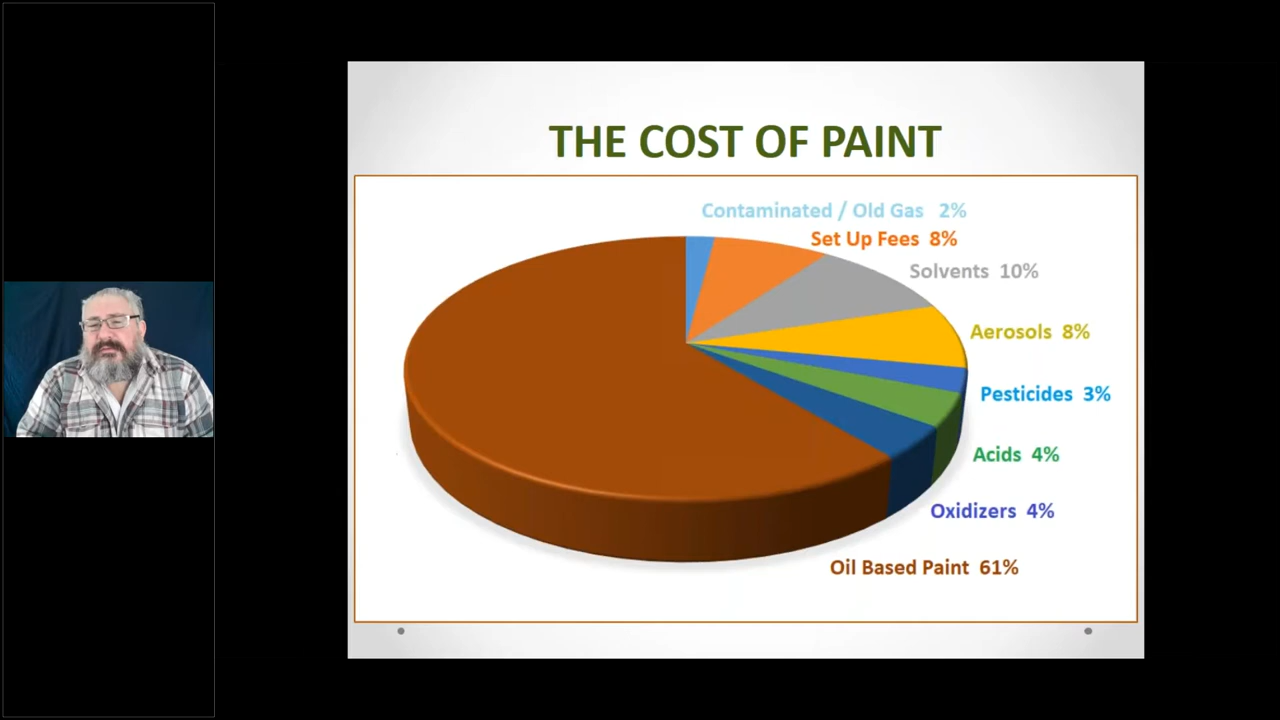 THE COST OF PAINT
Contaminated / Old Gas 2%
Set Up Fees 8%
Solvents 10%
Aerosols 8%
Pesticides 3%
Acids 4%
Oxidizers 4%
Oil Based Paint 61%